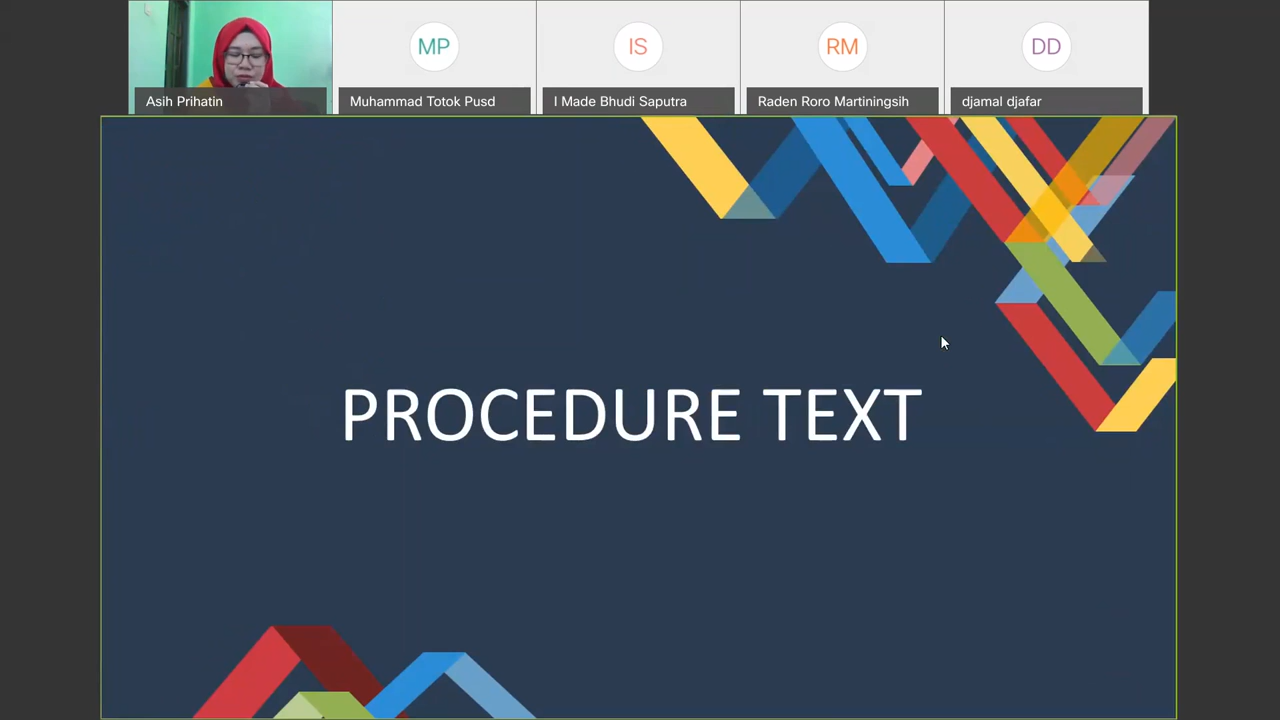 MP
IS
RM
DD
Asih Prihatin
Muhammad Totok Pusd
I Made Bhudi Saputra
Raden Roro Martiningsih
djamal djafar
PROCEDURE TEXT